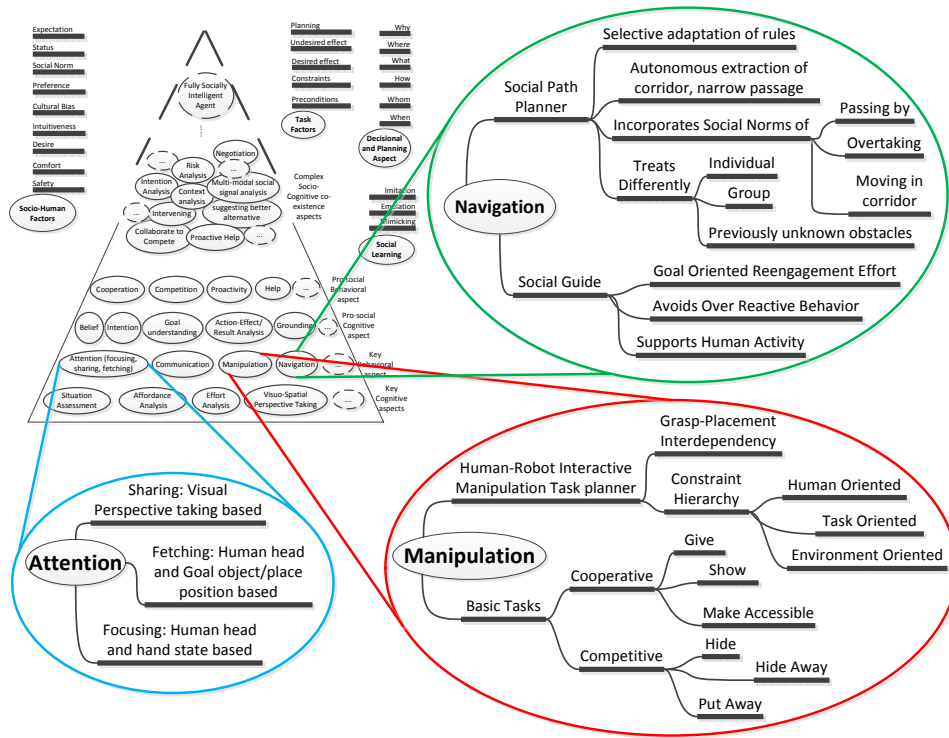 Expectation
Status
Social Norm
Preference
Cultural Bias
Intuitiveness
Desire
Comfort
Safety
Socio-Human
Factors
Fully Socially
Intelligent
Agent
......
Planning
Undesired effect
Desired effect
Constraints
Preconditions
Task
Factors
Why
Where
What
How
Whom
When
Decisional
and Planning
Aspect
Imitation
Emulation
Mimicking
Social
Learning
Negotiation
...
Risk
Analysis
...
Intention
Analysis
Context
analysis
Multi-modal social
signal analysis
...
Intervening
suggesting better
alternative
Collaborate to
Compete
Proactive Help
...
Complex
Socio-
Cognitive co-
existence
aspects
Cooperation
Competition
Proactivity
Help
...
Pro-social
Behavioral
aspect
Belief
Intention
Goal
understanding
Action-Effect/
Result Analysis
Grounding
...
Pro-social
Cognitive
aspect
Attention (focusing,
sharing, fetching)
Communication
Manipulation
Navigation
...
Key
Behavioral
aspect
Situation
Assessment
Affordance
Analysis
Effort
Analysis
Visuo-Spatial
Perspective Taking
...
Key
Cognitive
aspects
Navigation
Social Path
Planner
Selective adaptation of rules
Autonomous extraction of
corridor, narrow passage
Incorporates Social Norms of
Passing by
Overtaking
Moving in
corridor
Treats
Differently
Individual
Group
Previously unknown obstacles
Social Guide
Goal Oriented Reengagement Effort
Avoids Over Reactive Behavior
Supports Human Activity
Attention
Sharing: Visual
Perspective taking based
Fetching: Human head
and Goal object/place
position based
Focusing: Human head
and hand state based
Manipulation
Human-Robot Interactive
Manipulation Task planner
Grasp-Placement
Interdependency
Constraint
Hierarchy
Human Oriented
Task Oriented
Environment Oriented
Basic Tasks
Cooperative
Give
Show
Make Accessible
Competitive
Hide
Hide Away
Put Away